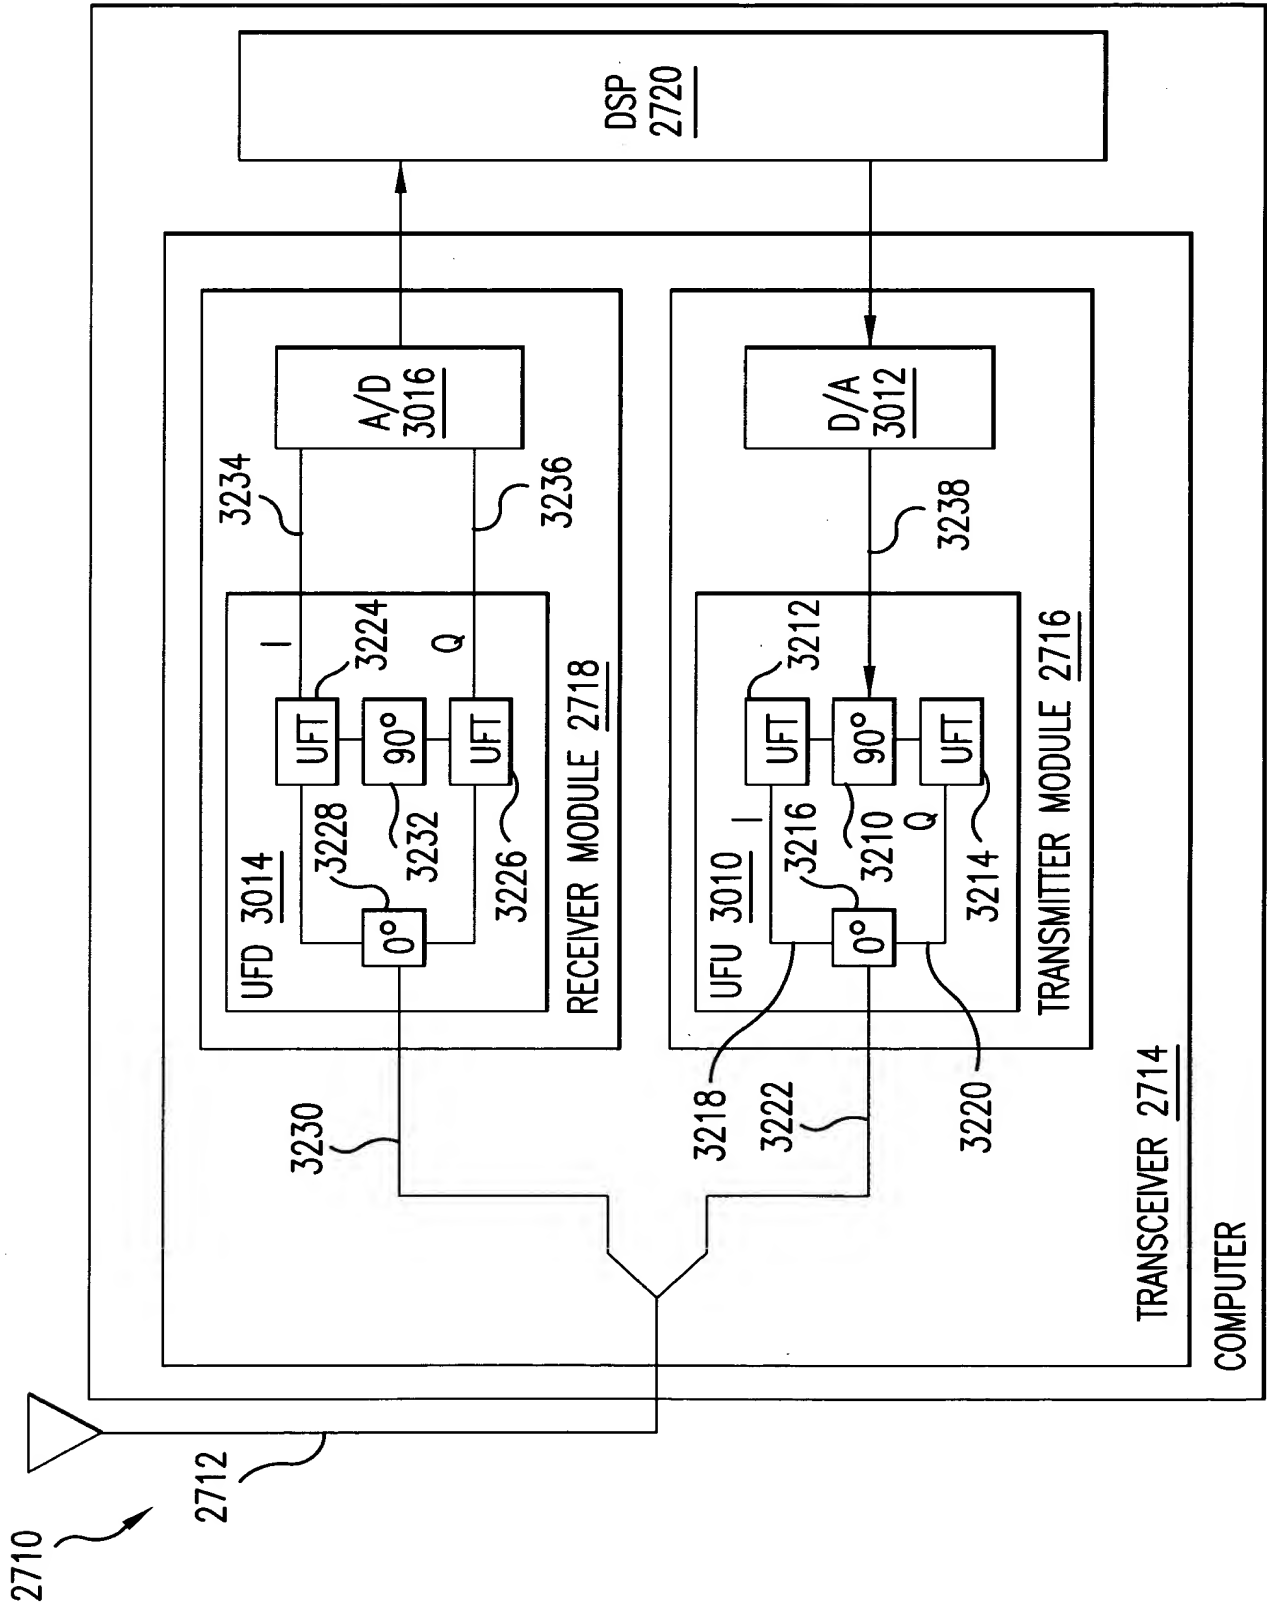 2710
2712
COMPUTER
TRANSCEIVER 2714
3230
UFD 3014
0°
3228
3232
90°
UFT
3224
I
UFT
3226
Q
3234
3236
A/D
3016
RECEIVER MODULE 2718
3218
3222
3220
UFU 3010
0°
3216
3210
I
Q
UFT
3212
90°
UFT
3214
3238
D/A
3012
TRANSMITTER MODULE 2716
DSP
2720